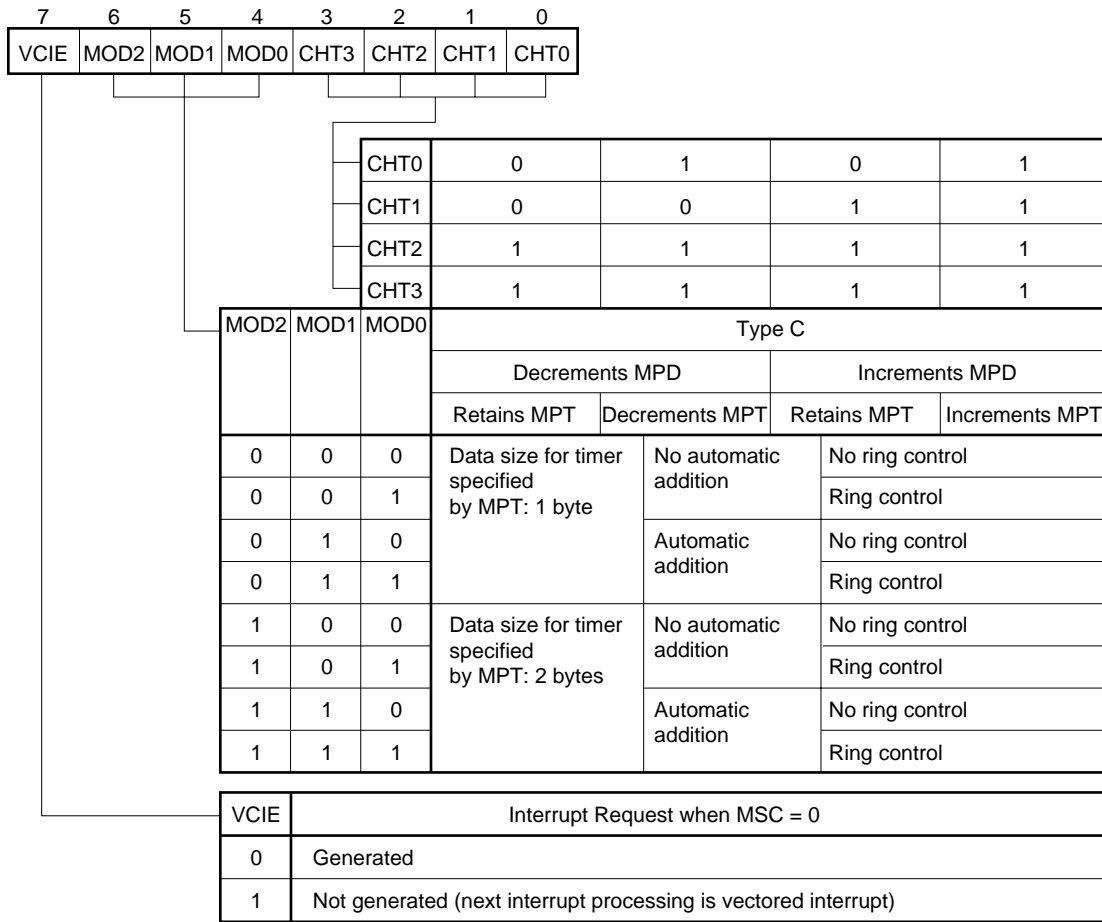 7 6 5 4 3 2 1 0
VCIE MOD2 MOD1 MOD0 CHT3 CHT2 CHT1 CHT0
CHT0 0 1 0 1
CHT1 0 0 1 1
CHT2 1 1 1 1
CHT3 1 1 1 1
MOD2 MOD1 MOD0 Type C
Decrements MPD Increments MPD
Retains MPT Decrements MPT Retains MPT Increments MPT
0 0 0 Data size for timer specified by MPT: 1 byte No automatic addition No ring control
0 0 1 Ring control
0 1 0 Automatic addition No ring control
0 1 1 Ring control
1 0 0 Data size for timer specified by MPT: 2 bytes No automatic addition No ring control
1 0 1 Ring control
1 1 0 Automatic addition No ring control
1 1 1 Ring control
VCIE Interrupt Request when MSC = 0
0 Generated
1 Not generated (next interrupt processing is vectored interrupt)